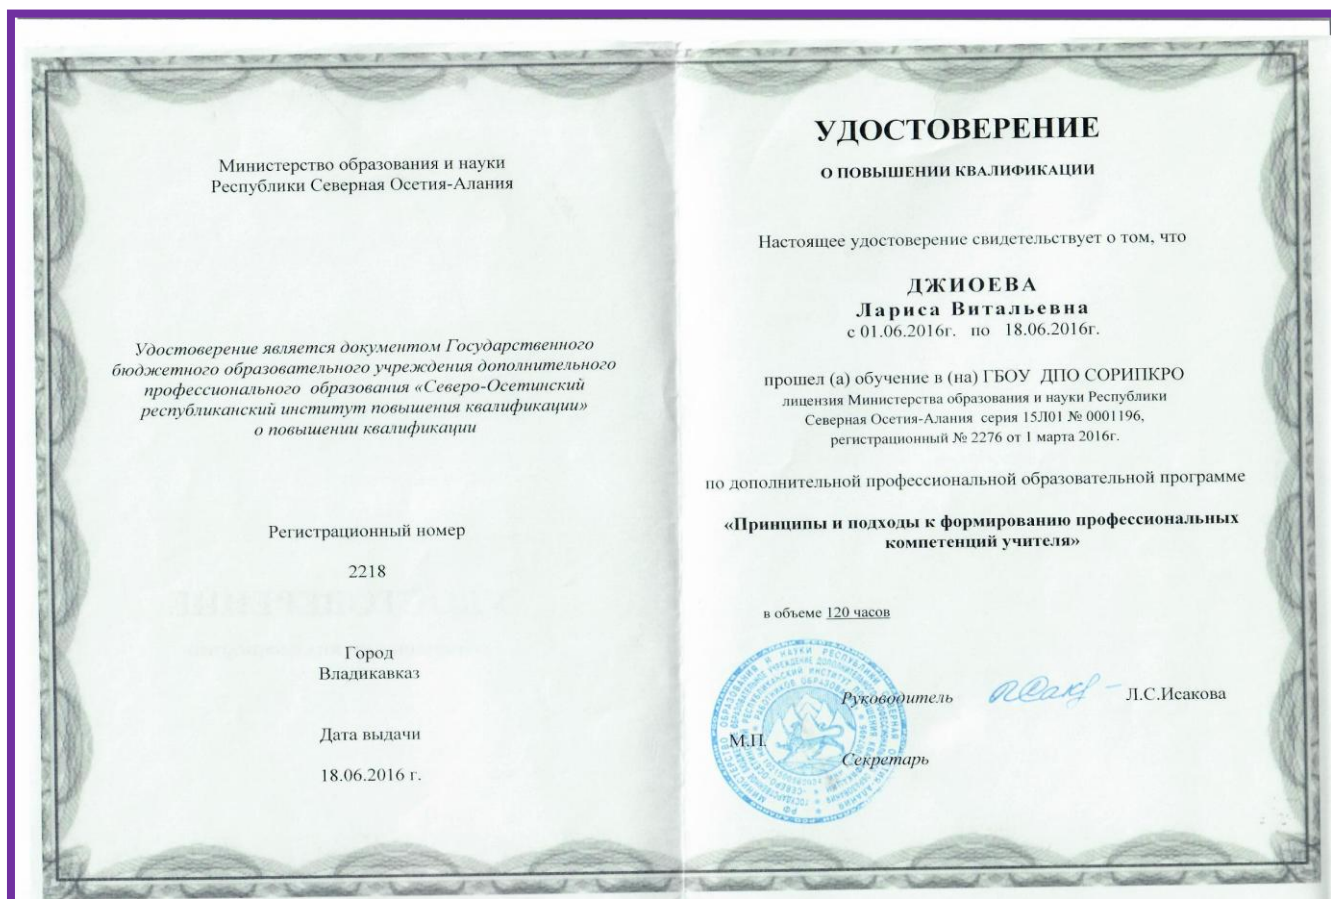 Министерство образования и науки
Республики Северная Осетия-Алания
Удостоверение является документом Государственного
бюджетного образовательного учреждения дополнительного
профессионального образования «Северо-Осетинский
республиканский институт повышения квалификации»
о повышении квалификации
Регистрационный номер
2218
Город
Владикавказ
Дата выдачи
18.06.2016 г.
УДОСТОВЕРЕНИЕ
О ПОВЫШЕНИИ КВАЛИФИКАЦИИ
Настоящее удостоверение свидетельствует о том, что
ДЖИОЕВА
Лариса Витальевна
с 01.06.2016г. по 18.06.2016г.
прошел (а) обучение в (на) ГБОУ ДПО СОРИПКРО
лицензия Министерства образования и науки Республики
Северная Осетия-Алания серия 15Л01 № 0001196,
регистрационный № 2276 от 1 марта 2016г.
по дополнительной профессиональной образовательной программе
«Принципы и подходы к формированию профессиональных
компетенций учителя»
в объеме 120 часов
Руководитель Л.С.Исакова
М.П.
Секретарь